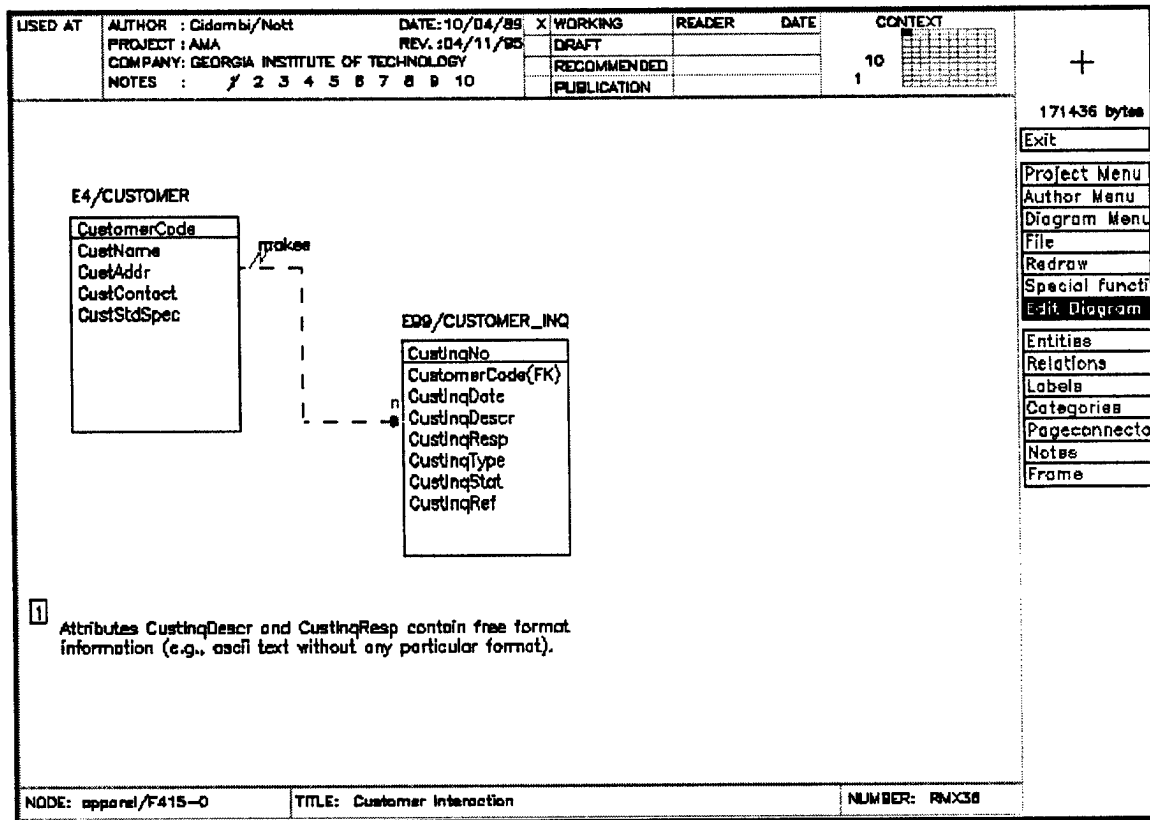 USED AT
AUTHOR : Cidambi/Nott DATE:10/04/89
PROJECT : AMA REV. :04/11/95
COMPANY: GEORGIA INSTITUTE OF TECHNOLOGY
NOTES : 1 2 3 4 5 6 7 8 9 10
X WORKING
DRAFT
RECOMMENDED
PUBLICATION
READER DATE
CONTEXT
10
1
171436 bytes
Exit
Project Menu
Author Menu
Diagram Menu
File
Redraw
Special functi
Edit Diagram
Entities
Relations
Labels
Categories
Pageconnecto
Notes
Frame
E4/CUSTOMER
CustomerCode
CustName
CustAddr
CustContact
CustStdSpec
makes
E99/CUSTOMER_INQ
CustInqNo
CustomerCode(FK)
CustInqDate
n
CustInqDescr
CustInqResp
CustInqType
CustInqStat
CustInqRef
1
Attributes CustInqDescr and CustInqResp contain free format
information (e.g., ascii text without any particular format).
NODE: apparel/F415-0
TITLE: Customer Interaction
NUMBER: RMX36